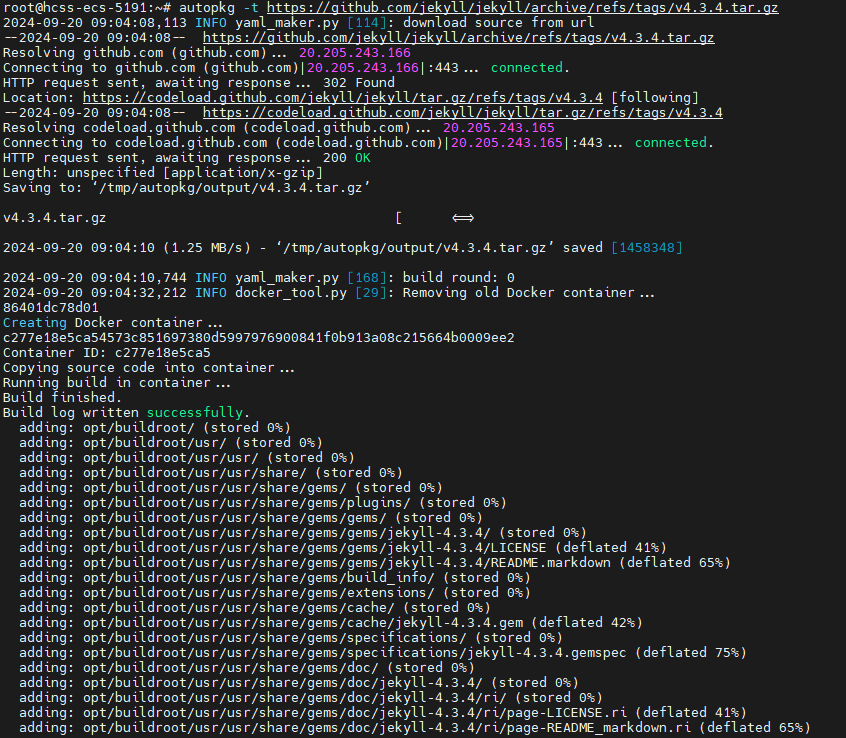 root@hcss-ecs-5191:~# autopkg -t https://github.com/jekyll/jekyll/archive/refs/tags/v4.3.4.tar.gz
2024-09-20 09:04:08,113 INFO yaml_maker.py [114]: download source from url
--2024-09-20 09:04:08--  https://github.com/jekyll/jekyll/archive/refs/tags/v4.3.4.tar.gz
Resolving github.com (github.com)... 20.205.243.166
Connecting to github.com (github.com)|20.205.243.166|:443... connected.
HTTP request sent, awaiting response... 302 Found
Location: https://codeload.github.com/jekyll/jekyll/tar.gz/refs/tags/v4.3.4 [following]
--2024-09-20 09:04:08--  https://codeload.github.com/jekyll/jekyll/tar.gz/refs/tags/v4.3.4
Resolving codeload.github.com (codeload.github.com)... 20.205.243.165
Connecting to codeload.github.com (codeload.github.com)|20.205.243.165|:443... connected.
HTTP request sent, awaiting response... 200 OK
Length: unspecified [application/x-gzip]
Saving to: ‘/tmp/autopkg/output/v4.3.4.tar.gz’
v4.3.4.tar.gz [ <=>
2024-09-20 09:04:10 (1.25 MB/s) - ‘/tmp/autopkg/output/v4.3.4.tar.gz’ saved [1458348]
2024-09-20 09:04:10,744 INFO yaml_maker.py [168]: build round: 0
2024-09-20 09:04:32,212 INFO docker_tool.py [29]: Removing old Docker container...
86401dc78d01
Creating Docker container...
c277e18e5ca54573c851697380d5997976900841f0b913a08c215664b0009ee2
Container ID: c277e18e5ca5
Copying source code into container...
Running build in container...
Build finished.
Build log written successfully.
  adding: opt/buildroot/ (stored 0%)
  adding: opt/buildroot/usr/ (stored 0%)
  adding: opt/buildroot/usr/usr/ (stored 0%)
  adding: opt/buildroot/usr/usr/share/ (stored 0%)
  adding: opt/buildroot/usr/usr/share/gems/ (stored 0%)
  adding: opt/buildroot/usr/usr/share/gems/plugins/ (stored 0%)
  adding: opt/buildroot/usr/usr/share/gems/gems/ (stored 0%)
  adding: opt/buildroot/usr/usr/share/gems/gems/jekyll-4.3.4/ (stored 0%)
  adding: opt/buildroot/usr/usr/share/gems/gems/jekyll-4.3.4/LICENSE (deflated 41%)
  adding: opt/buildroot/usr/usr/share/gems/gems/jekyll-4.3.4/README.markdown (deflated 65%)
  adding: opt/buildroot/usr/usr/share/gems/build_info/ (stored 0%)
  adding: opt/buildroot/usr/usr/share/gems/extensions/ (stored 0%)
  adding: opt/buildroot/usr/usr/share/gems/cache/ (stored 0%)
  adding: opt/buildroot/usr/usr/share/gems/cache/jekyll-4.3.4.gem (deflated 42%)
  adding: opt/buildroot/usr/usr/share/gems/specifications/ (stored 0%)
  adding: opt/buildroot/usr/usr/share/gems/specifications/jekyll-4.3.4.gemspec (deflated 75%)
  adding: opt/buildroot/usr/usr/share/gems/doc/ (stored 0%)
  adding: opt/buildroot/usr/usr/share/gems/doc/jekyll-4.3.4/ (stored 0%)
  adding: opt/buildroot/usr/usr/share/gems/doc/jekyll-4.3.4/ri/ (stored 0%)
  adding: opt/buildroot/usr/usr/share/gems/doc/jekyll-4.3.4/ri/page-LICENSE.ri (deflated 41%)
  adding: opt/buildroot/usr/usr/share/gems/doc/jekyll-4.3.4/ri/page-README_markdown.ri (deflated 65%)